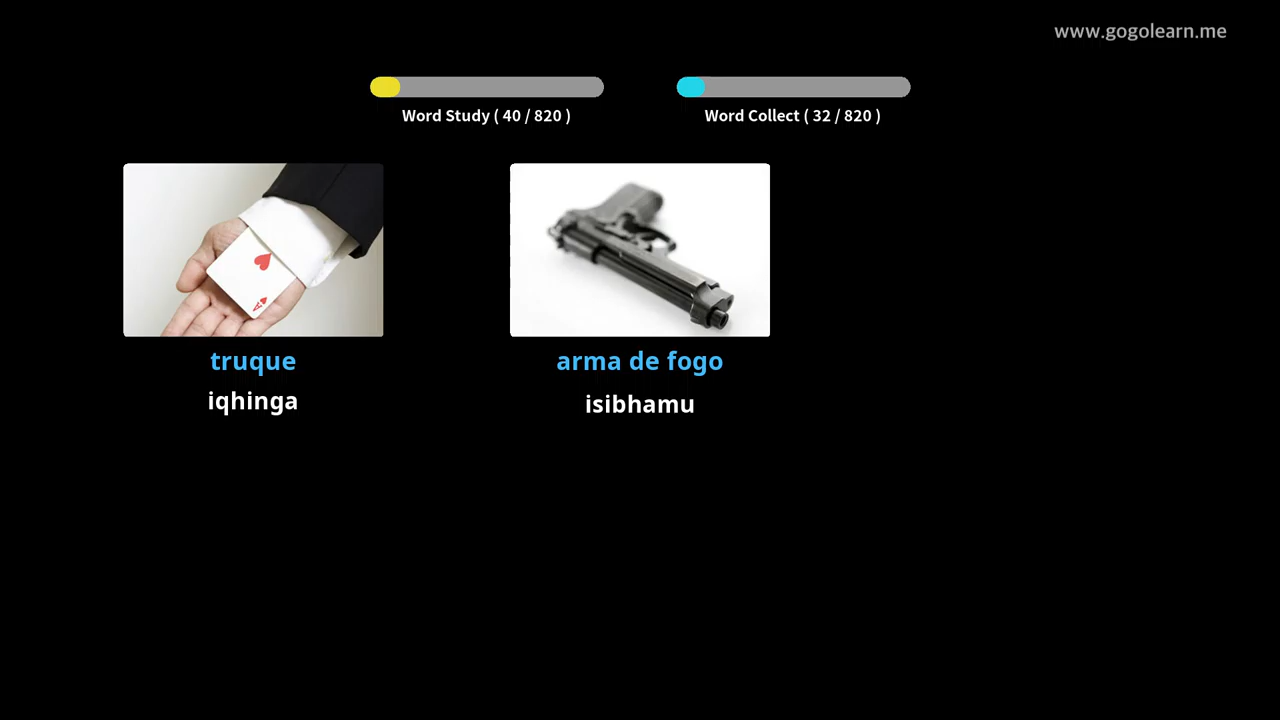 www.gogolearn.me
Word Study ( 40 / 820 )
Word Collect ( 32 / 820 )
A
truque
iqhinga
arma de fogo
isibhamu